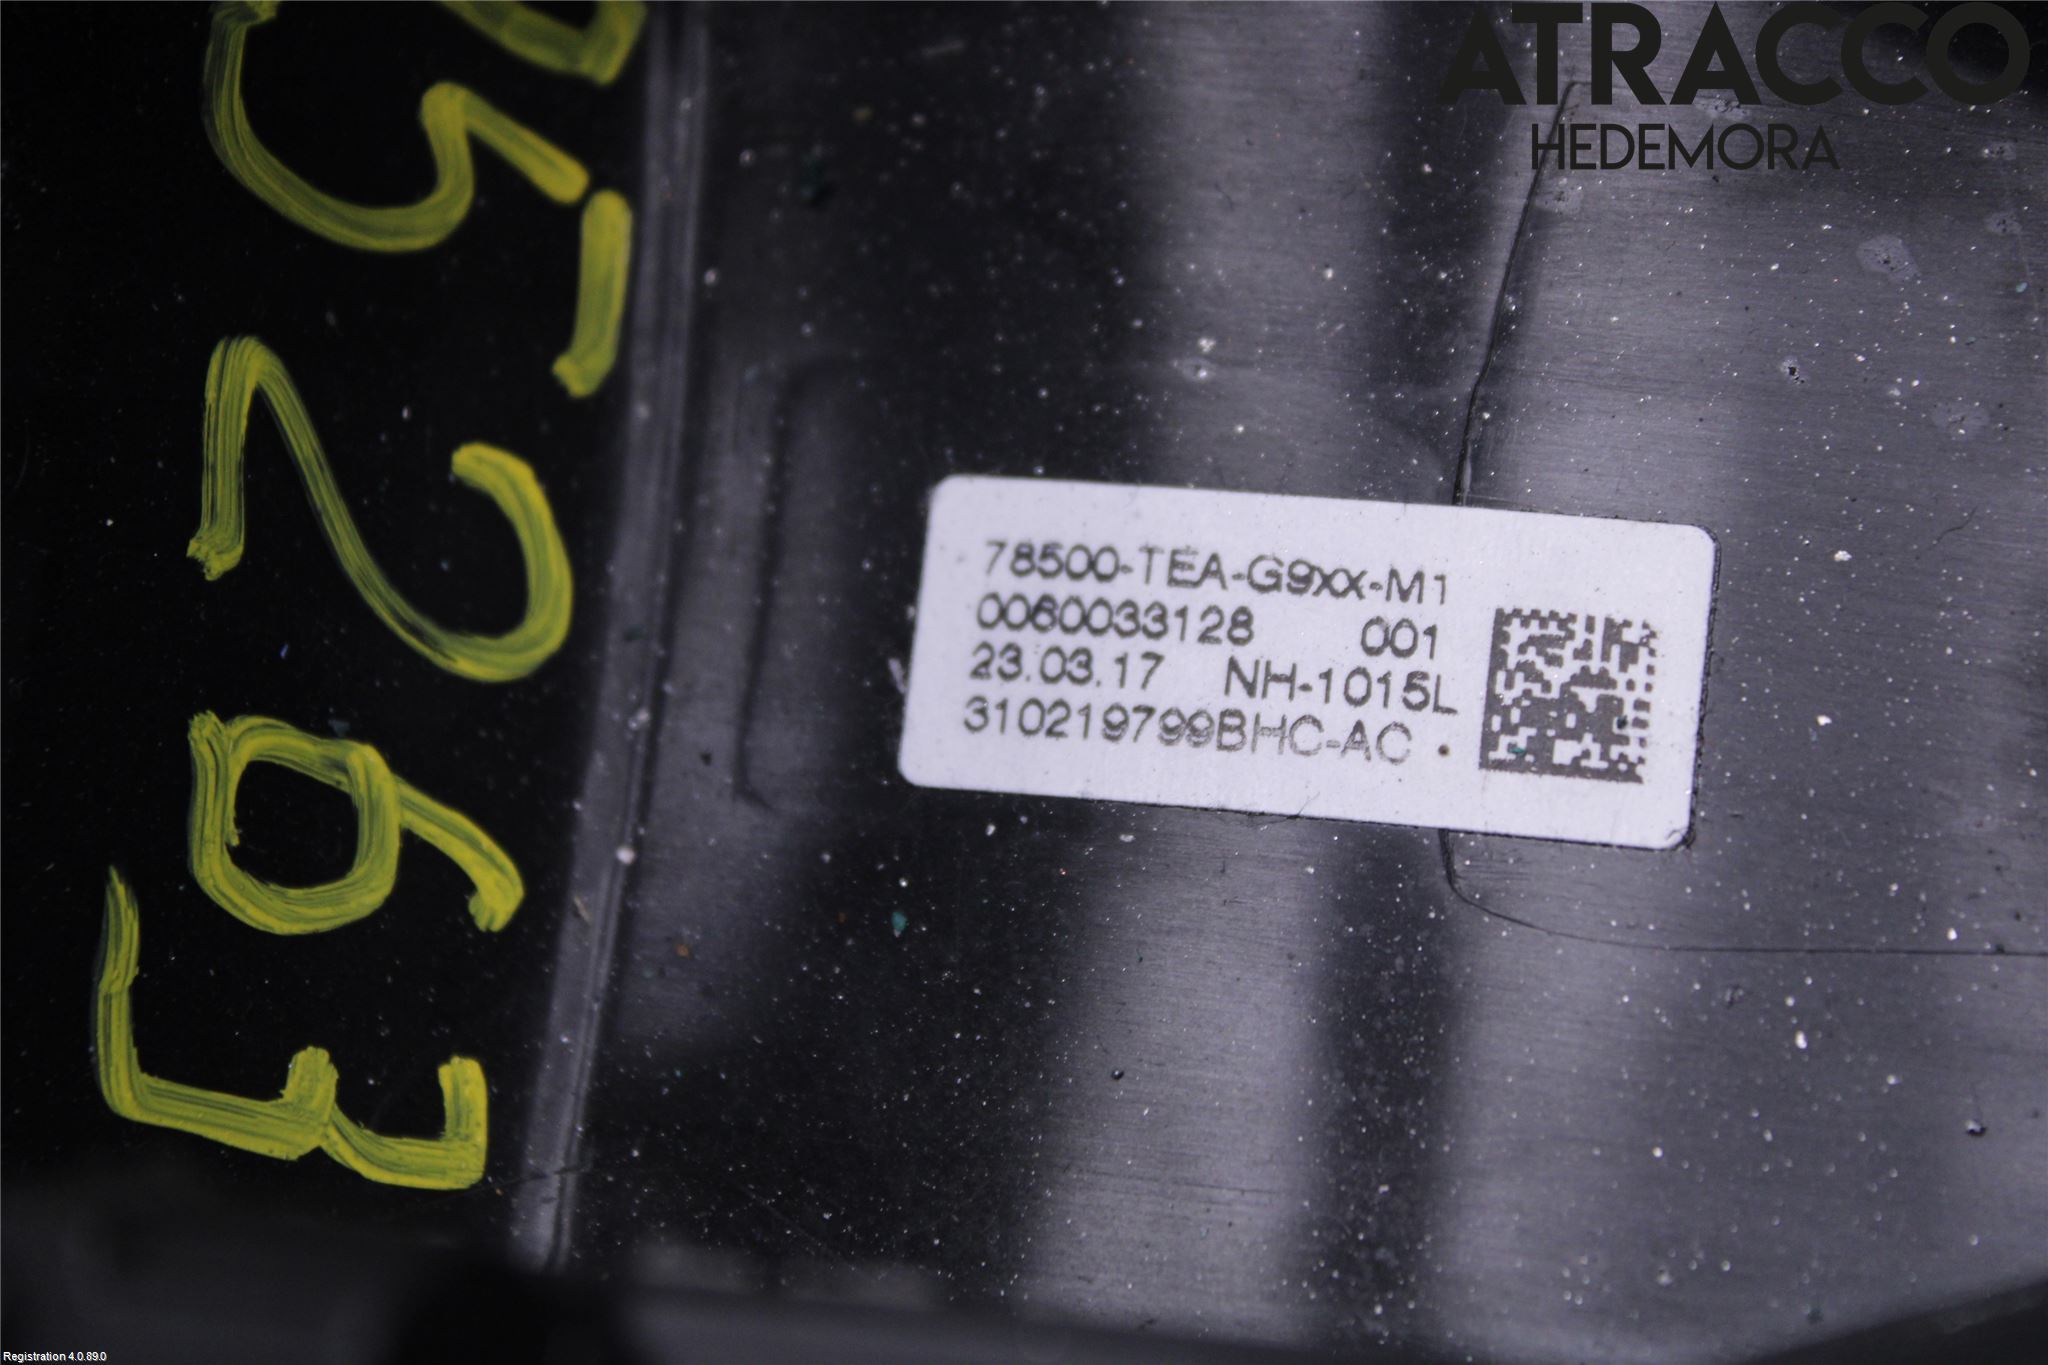 ATRACCO
HEDEMORA
78500-TEA-G9xx-M1
0060033128 001
23.03.17 NH-1015L
310219799BHC-AC
E9252
Registration 4.0.89.0